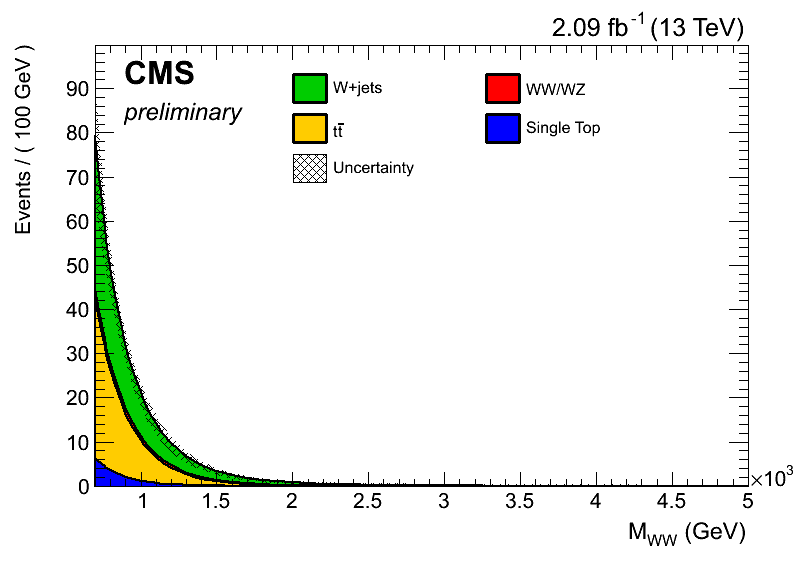 2.09 fb⁻¹ (13 TeV)
CMS
preliminary
W+jets
WW/WZ
tt̄
Single Top
Uncertainty
Events / ( 100 GeV )
90
80
70
60
50
40
30
20
10
0
1
1.5
2
2.5
3
3.5
4
4.5
5
×10³
M_WW (GeV)